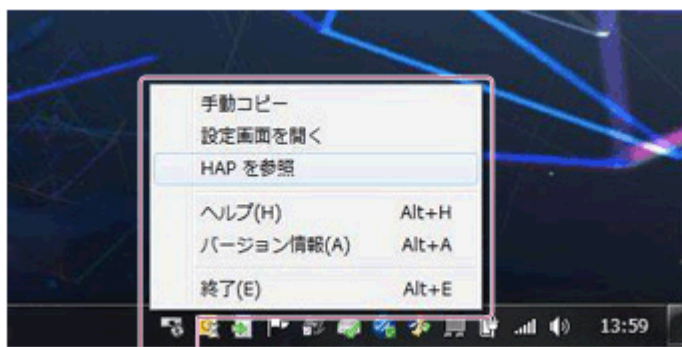 手動コピー
設定画面を開く
HAP を参照
ヘルプ(H) Alt+H
バージョン情報(A) Alt+A
終了(E) Alt+E
13:59